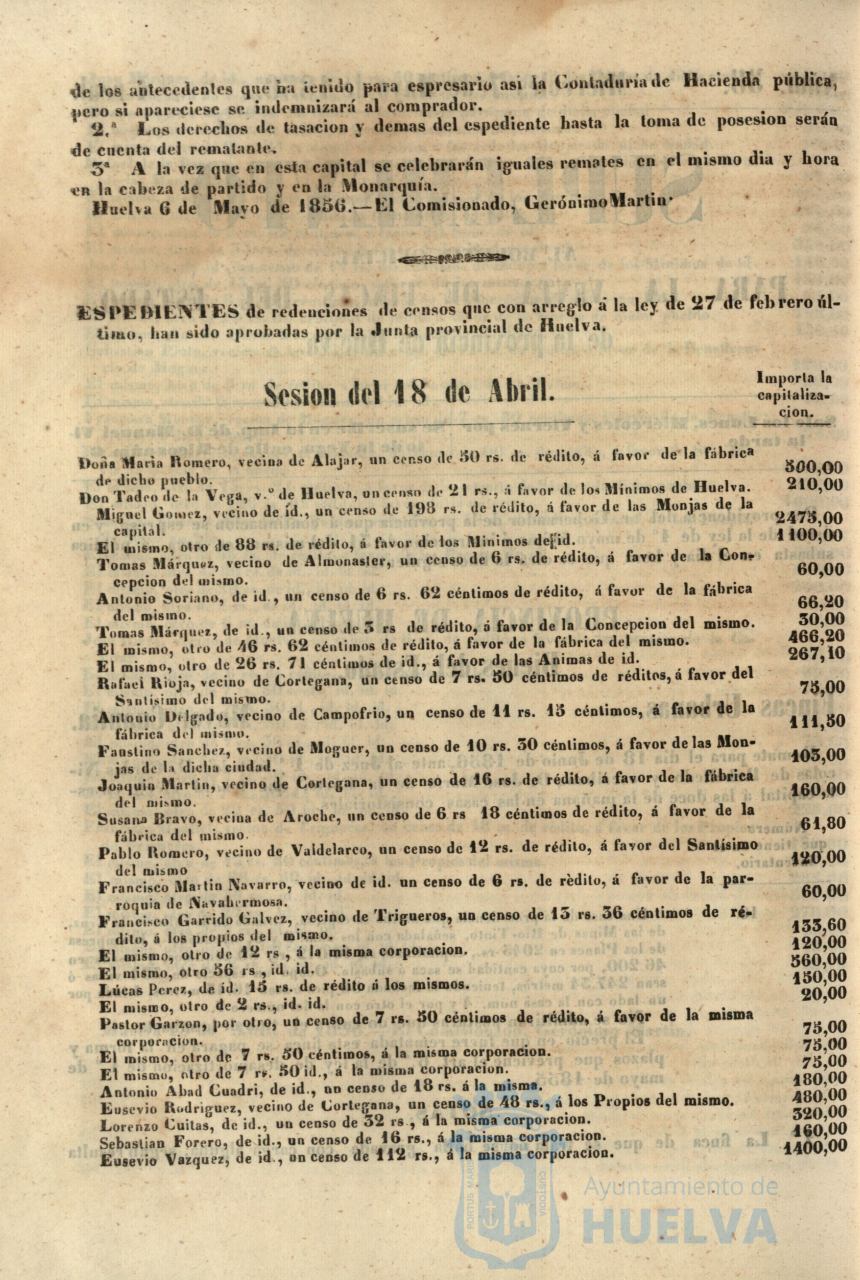 de los antecedentes que ha tenido para espresarlo asi la Contaduría de Hacienda pública,
pero si apareciese se indemnizará al comprador.
2.ª Los derechos de tasacion y demas del espediente hasta la toma de posesion serán
de cuenta del rematante.
3ª A la vez que en esta capital se celebrarán iguales remates en el mismo dia y hora
en la cabeza de partido y en la Monarquía.
Huelva 6 de Mayo de 1856.—El Comisionado, Gerónimo Martin.
ESPEDIENTES de redenciones de censos que con arreglo á la ley de 27 de febrero úl-
timo, han sido aprobadas por la Junta provincial de Huelva.
Sesion del 18 de Abril.
Importa la
capitaliza-
cion.
Doña Maria Romero, vecina de Alajar, un censo de 50 rs. de rédito, á favor de la fábrica
de dicho pueblo. 500,00
Don Tadeo de la Vega, v.º de Huelva, un censo de 21 rs., á favor de los Mínimos de Huelva. 210,00
Miguel Gomez, vecino de id., un censo de 198 rs. de rédito, á favor de las Monjas de la
capital. 2475,00
El mismo, otro de 88 rs. de rédito, á favor de los Minimos de id. 1100,00
Tomas Márquez, vecino de Almonaster, un censo de 6 rs. de rédito, á favor de la Con-
cepcion del mismo. 60,00
Antonio Soriano, de id., un censo de 6 rs. 62 céntimos de rédito, á favor de la fábrica
del mismo. 66,20
Tomas Márquez, de id., un censo de 3 rs de rédito, á favor de la Concepcion del mismo. 30,00
El mismo, otro de 46 rs. 62 céntimos de rédito, á favor de la fábrica del mismo. 466,20
El mismo, otro de 26 rs. 71 céntimos de id., á favor de las Animas de id. 267,10
Rafael Rioja, vecino de Cortegana, un censo de 7 rs. 50 céntimos de réditos, á favor del
Santísimo del mismo. 75,00
Antonio Delgado, vecino de Campofrio, un censo de 11 rs. 15 céntimos, á favor de la
fábrica del mismo. 111,50
Faustino Sanchez, vecino de Moguer, un censo de 10 rs. 30 céntimos, á favor de las Mon-
jas de la dicha ciudad. 103,00
Joaquin Martin, vecino de Cortegana, un censo de 16 rs. de rédito, á favor de la fábrica
del mismo. 160,00
Susana Bravo, vecina de Aroche, un censo de 6 rs 18 céntimos de rédito, á favor de la
fábrica del mismo. 61,80
Pablo Romero, vecino de Valdelarco, un censo de 12 rs. de rédito, á favor del Santísimo
del mismo 120,00
Francisco Martin Navarro, vecino de id. un censo de 6 rs. de rèdito, á favor de la par-
roquia de Navahermosa. 60,00
Francisco Garrido Galvez, vecino de Trigueros, un censo de 13 rs. 36 céntimos de ré-
dito, á los propios del mismo. 133,60
El mismo, otro de 12 rs , á la misma corporacion. 120,00
El mismo, otro 56 rs , id. id. 560,00
Lúcas Perez, de id. 15 rs. de rédito á los mismos. 150,00
El mismo, otro de 2 rs., id. id. 20,00
Pastor Garzon, por otro, un censo de 7 rs. 50 céntimos de rédito, á favor de la misma
corporacion. 75,00
El mismo, otro de 7 rs. 50 céntimos, á la misma corporacion. 75,00
El mismo, otro de 7 rs. 50 id., á la misma corporacion. 75,00
Antonio Abad Cuadri, de id., un censo de 18 rs. á la misma. 180,00
Eusevio Rodriguez, vecino de Cortegana, un censo de 48 rs., á los Propios del mismo. 480,00
Lorenzo Cuitas, de id., un censo de 32 rs , á la misma corporacion. 320,00
Sebastian Forero, de id., un censo de 16 rs., á la misma corporacion. 160,00
Eusevio Vazquez, de id., un censo de 112 rs., á la misma corporacion. 1400,00
Ayuntamiento de
HUELVA